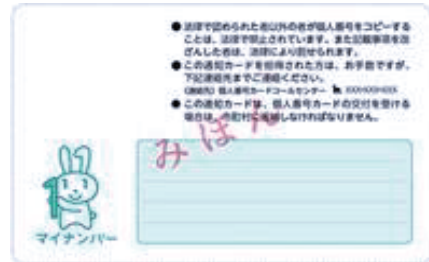 ●法律で認められた者以外の者が個人番号をコピーする
ことは、法律で禁止されています。また記載事項を改
ざんした者は、法律により罰せられます。
●この通知カードを拾得された方は、お手数ですが、
下記連絡先までご連絡ください。
(連絡先) 個人番号カードコールセンター
●この通知カードは、個人番号カードの交付を受ける
場合は、市町村に返納しなければなりません。
みほん
マイナンバー